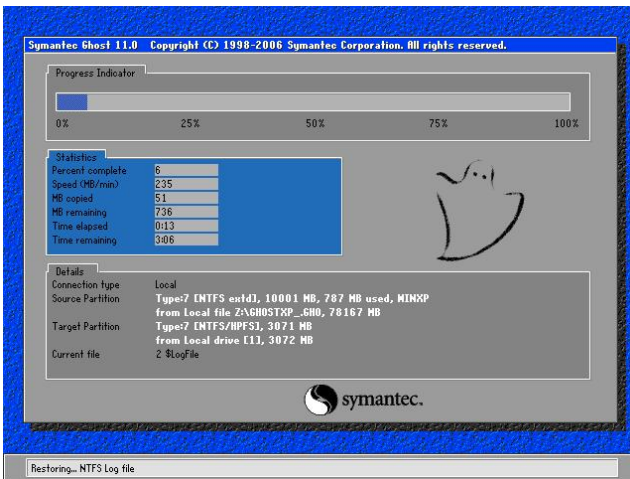 Symantec Ghost 11.0 Copyright (C) 1998-2006 Symantec Corporation. All rights reserved.
Progress Indicator
0% 25% 50% 75% 100%
Statistics
Percent complete 6
Speed (MB/min) 235
MB copied 51
MB remaining 736
Time elapsed 0:13
Time remaining 3:06
Details
Connection type Local
Source Partition Type:7 [NTFS extd], 10001 MB, 787 MB used, MINXP
from Local file Z:\GHOSTXP_.GHO, 78167 MB
Target Partition Type:7 [NTFS/HPFS], 3071 MB
from Local drive [1], 3072 MB
Current file 2 $LogFile
symantec.
Restoring... NTFS Log file